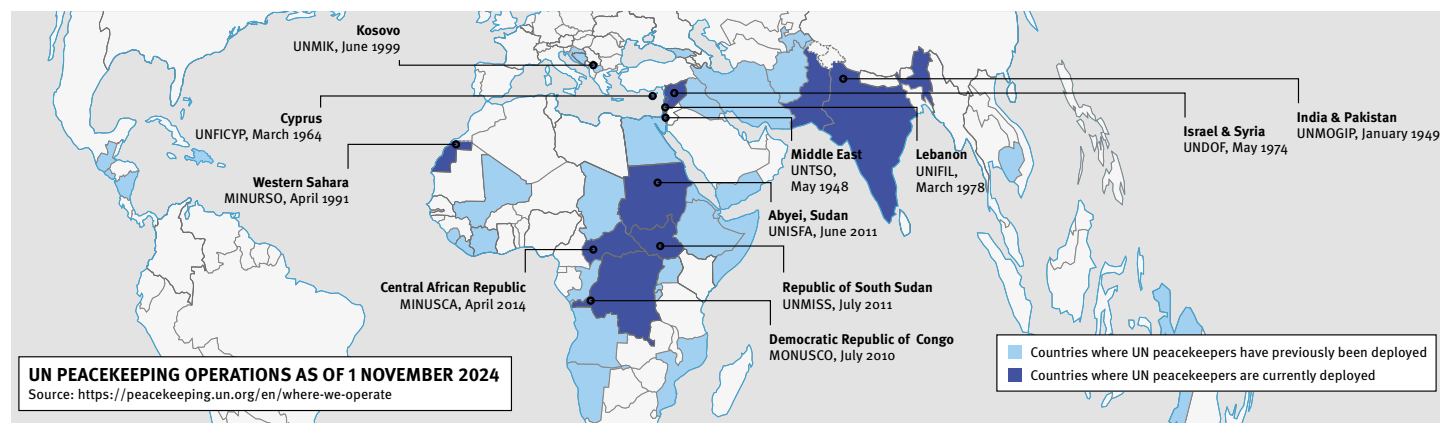 Kosovo
UNMIK, June 1999
Cyprus
UNFICYP, March 1964
Western Sahara
MINURSO, April 1991
India & Pakistan
UNMOGIP, January 1949
Israel & Syria
UNDOF, May 1974
Middle East
UNTSO,
May 1948
Lebanon
UNIFIL,
March 1978
Abyei, Sudan
UNISFA, June 2011
Central African Republic
MINUSCA, April 2014
Republic of South Sudan
UNMISS, July 2011
Democratic Republic of Congo
MONUSCO, July 2010
UN PEACEKEEPING OPERATIONS AS OF 1 NOVEMBER 2024
Source: https://peacekeeping.un.org/en/where-we-operate
Countries where UN peacekeepers have previously been deployed
Countries where UN peacekeepers are currently deployed